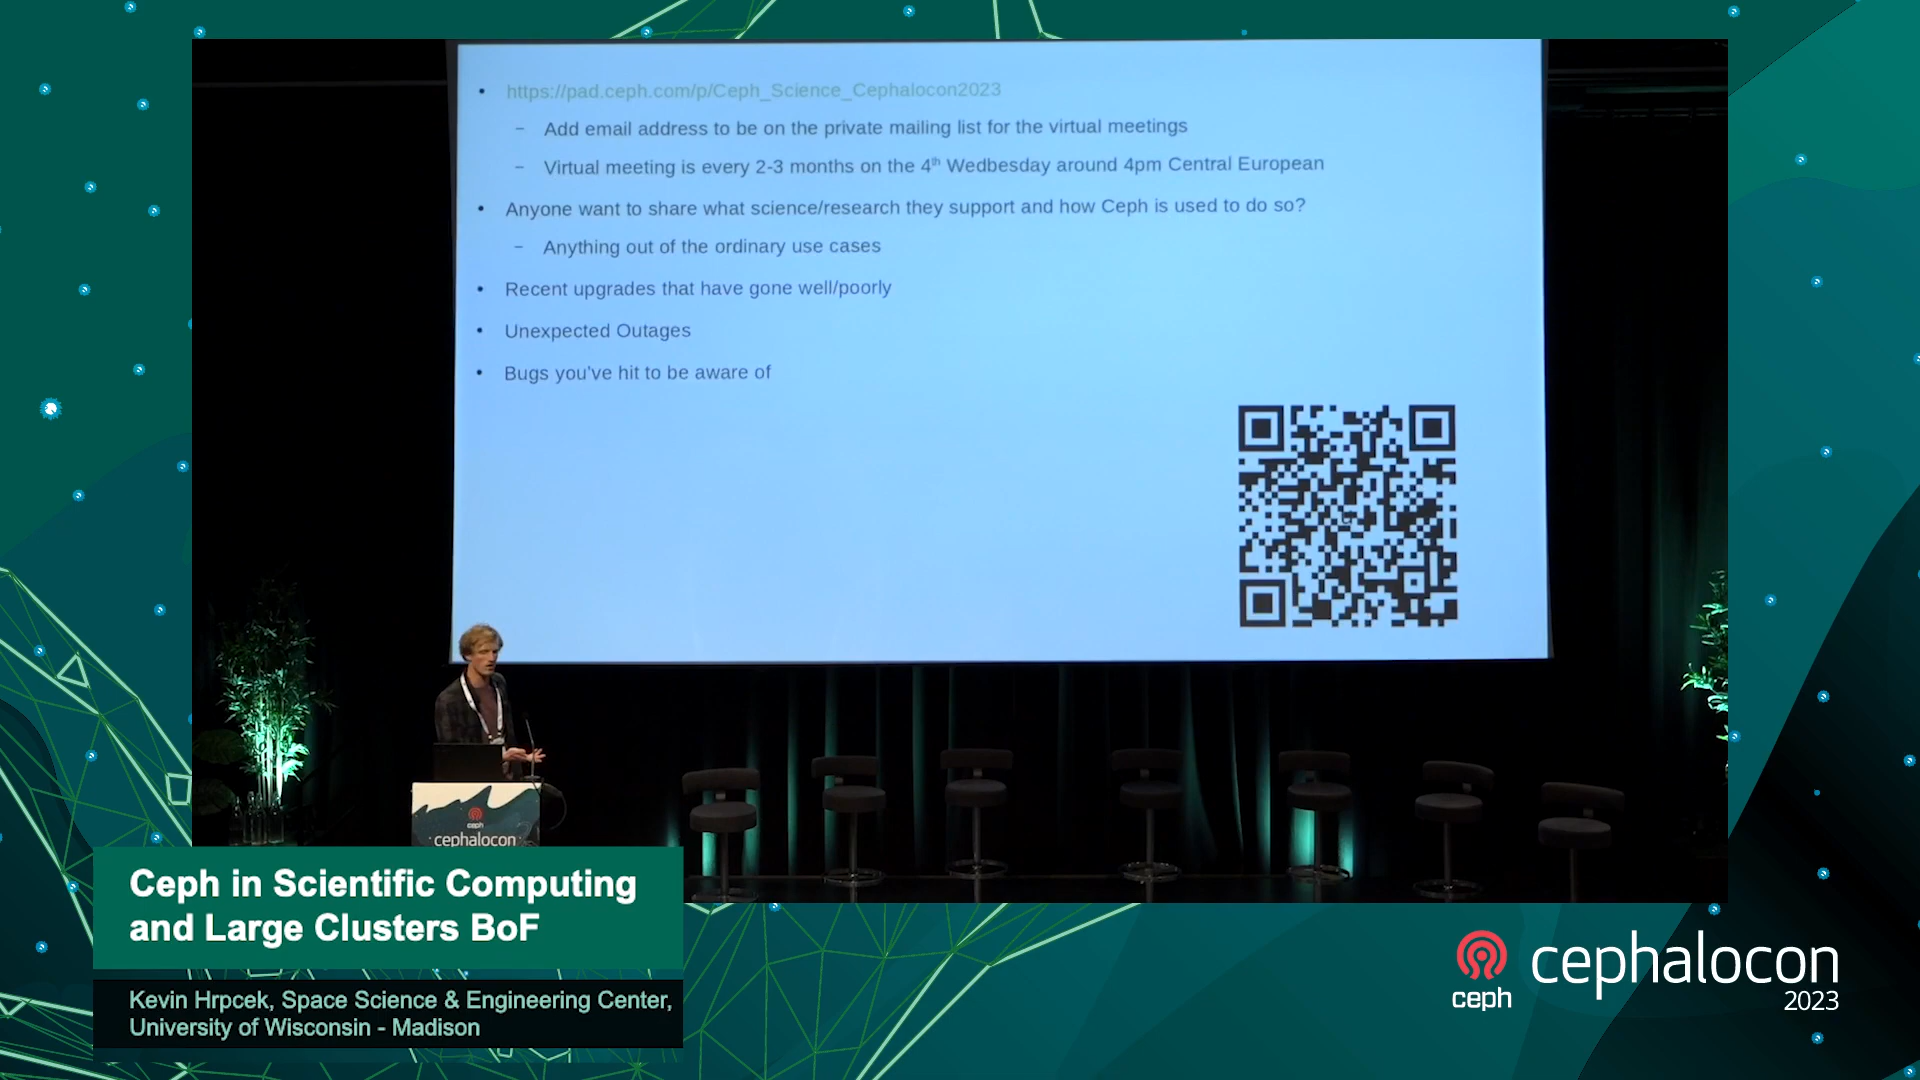 https://pad.ceph.com/p/Ceph_Science_Cephalocon2023
Add email address to be on the private mailing list for the virtual meetings
Virtual meeting is every 2-3 months on the 4th Wedbesday around 4pm Central European
Anyone want to share what science/research they support and how Ceph is used to do so?
Anything out of the ordinary use cases
Recent upgrades that have gone well/poorly
Unexpected Outages
Bugs you've hit to be aware of
ceph
cephalocon
Ceph in Scientific Computing
and Large Clusters BoF
Kevin Hrpcek, Space Science & Engineering Center,
University of Wisconsin - Madison
ceph
cephalocon
2023